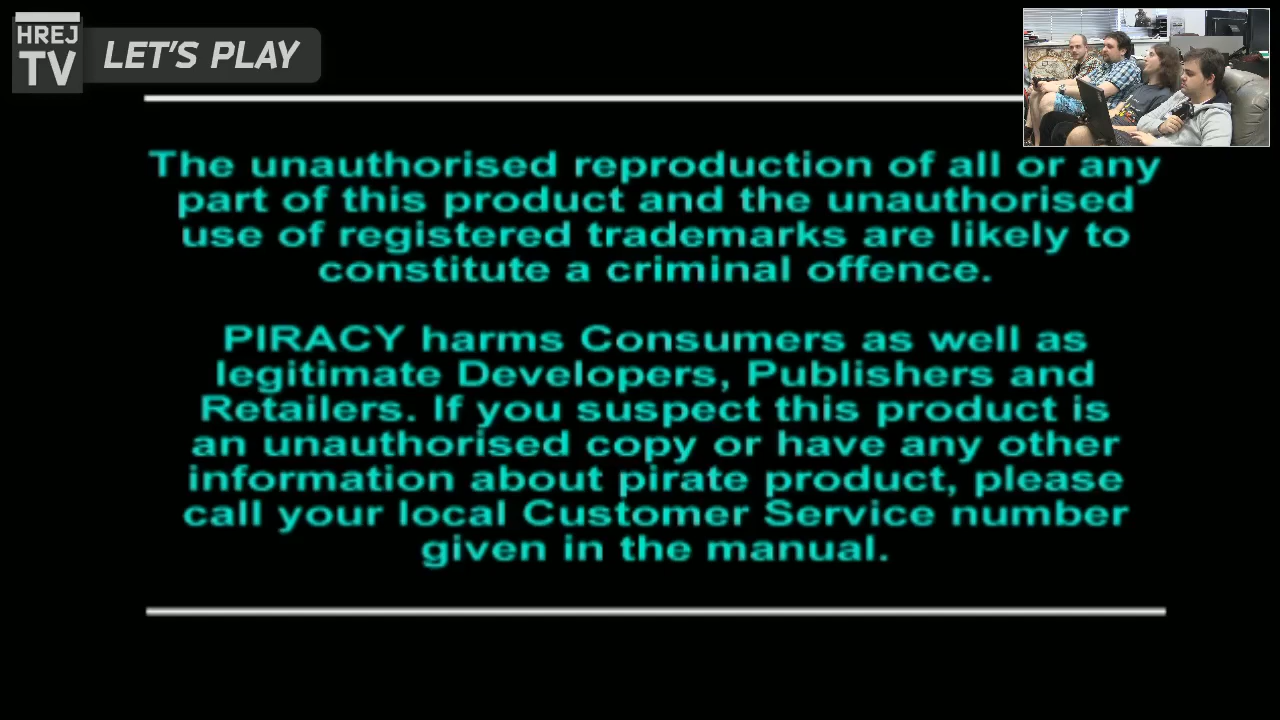 HREJ
TV
LET'S PLAY
The unauthorised reproduction of all or any
part of this product and the unauthorised
use of registered trademarks are likely to
constitute a criminal offence.
PIRACY harms Consumers as well as
legitimate Developers, Publishers and
Retailers. If you suspect this product is
an unauthorised copy or have any other
information about pirate product, please
call your local Customer Service number
given in the manual.